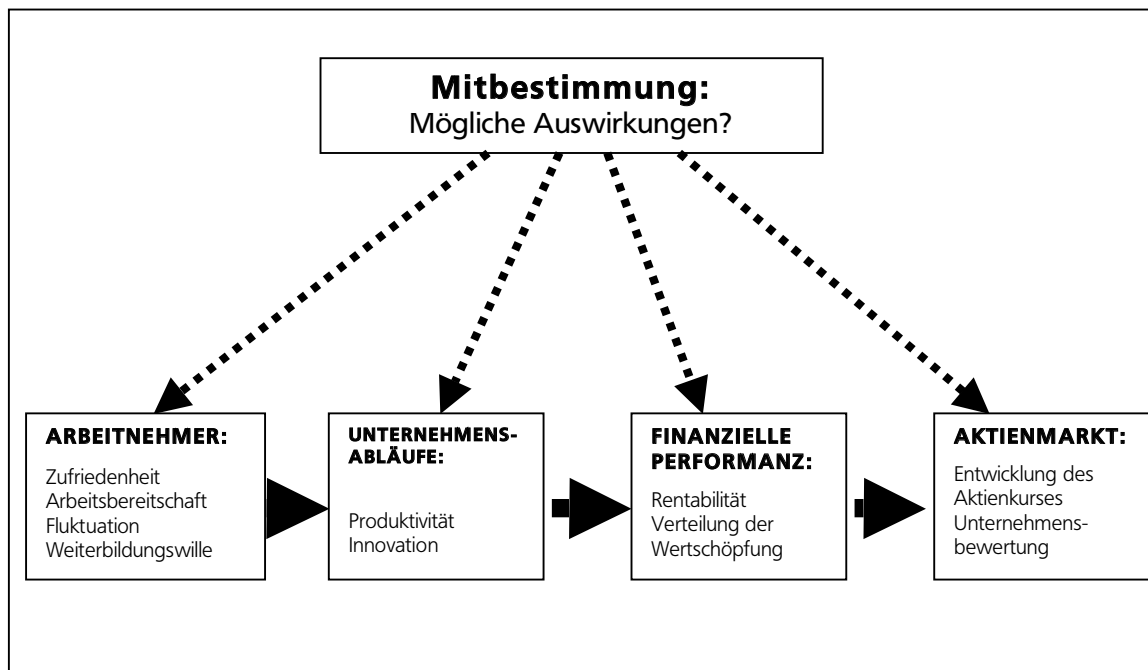 Mitbestimmung:
Mögliche Auswirkungen?
ARBEITNEHMER:
Zufriedenheit
Arbeitsbereitschaft
Fluktuation
Weiterbildungswille
UNTERNEHMENS-
ABLÄUFE:
Produktivität
Innovation
FINANZIELLE
PERFORMANZ:
Rentabilität
Verteilung der
Wertschöpfung
AKTIENMARKT:
Entwicklung des
Aktienkurses
Unternehmens-
bewertung